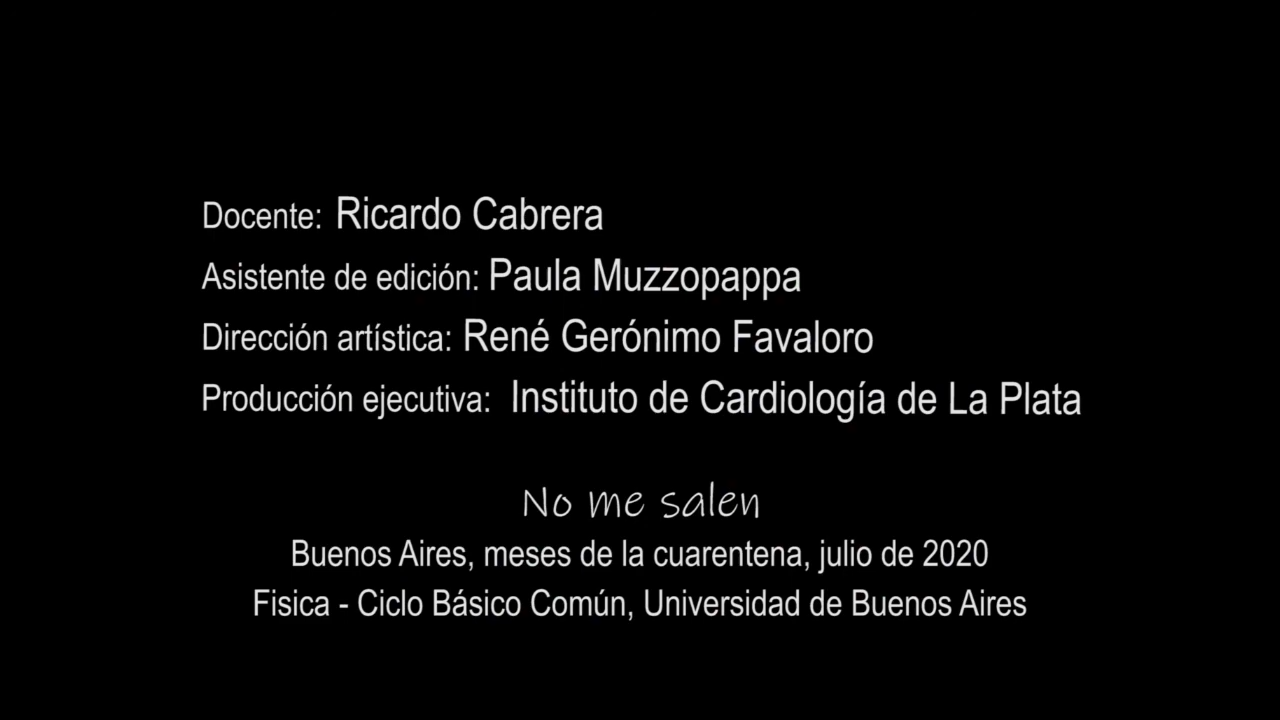 Docente: Ricardo Cabrera
Asistente de edición: Paula Muzzopappa
Dirección artística: René Gerónimo Favaloro
Producción ejecutiva: Instituto de Cardiología de La Plata
No me salen
Buenos Aires, meses de la cuarentena, julio de 2020
Fisica - Ciclo Básico Común, Universidad de Buenos Aires